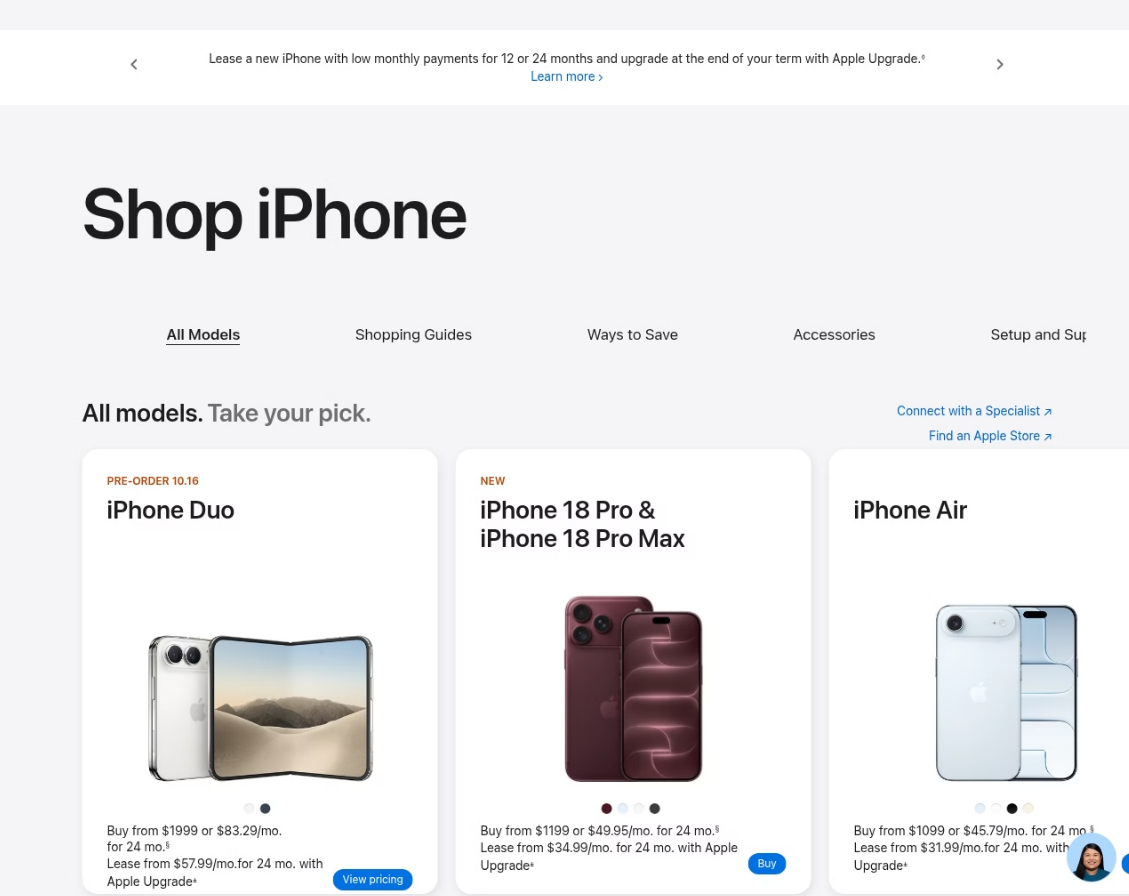 Lease a new iPhone with low monthly payments for 12 or 24 months and upgrade at the end of your term with Apple Upgrade.◊
Learn more ›
Shop iPhone
All Models
Shopping Guides
Ways to Save
Accessories
Setup and Sup
All models. Take your pick.
Connect with a Specialist ↗
Find an Apple Store ↗
PRE-ORDER 10.16
iPhone Duo
Buy from $1999 or $83.29/mo.
for 24 mo.§
Lease from $57.99/mo.for 24 mo. with
Apple Upgrade±
View pricing
NEW
iPhone 18 Pro &
iPhone 18 Pro Max
Buy from $1199 or $49.95/mo. for 24 mo.§
Lease from $34.99/mo. for 24 mo. with Apple
Upgrade±
Buy
iPhone Air
Buy from $1099 or $45.79/mo. for 24 mo.§
Lease from $31.99/mo.for 24 mo. with
Upgrade±